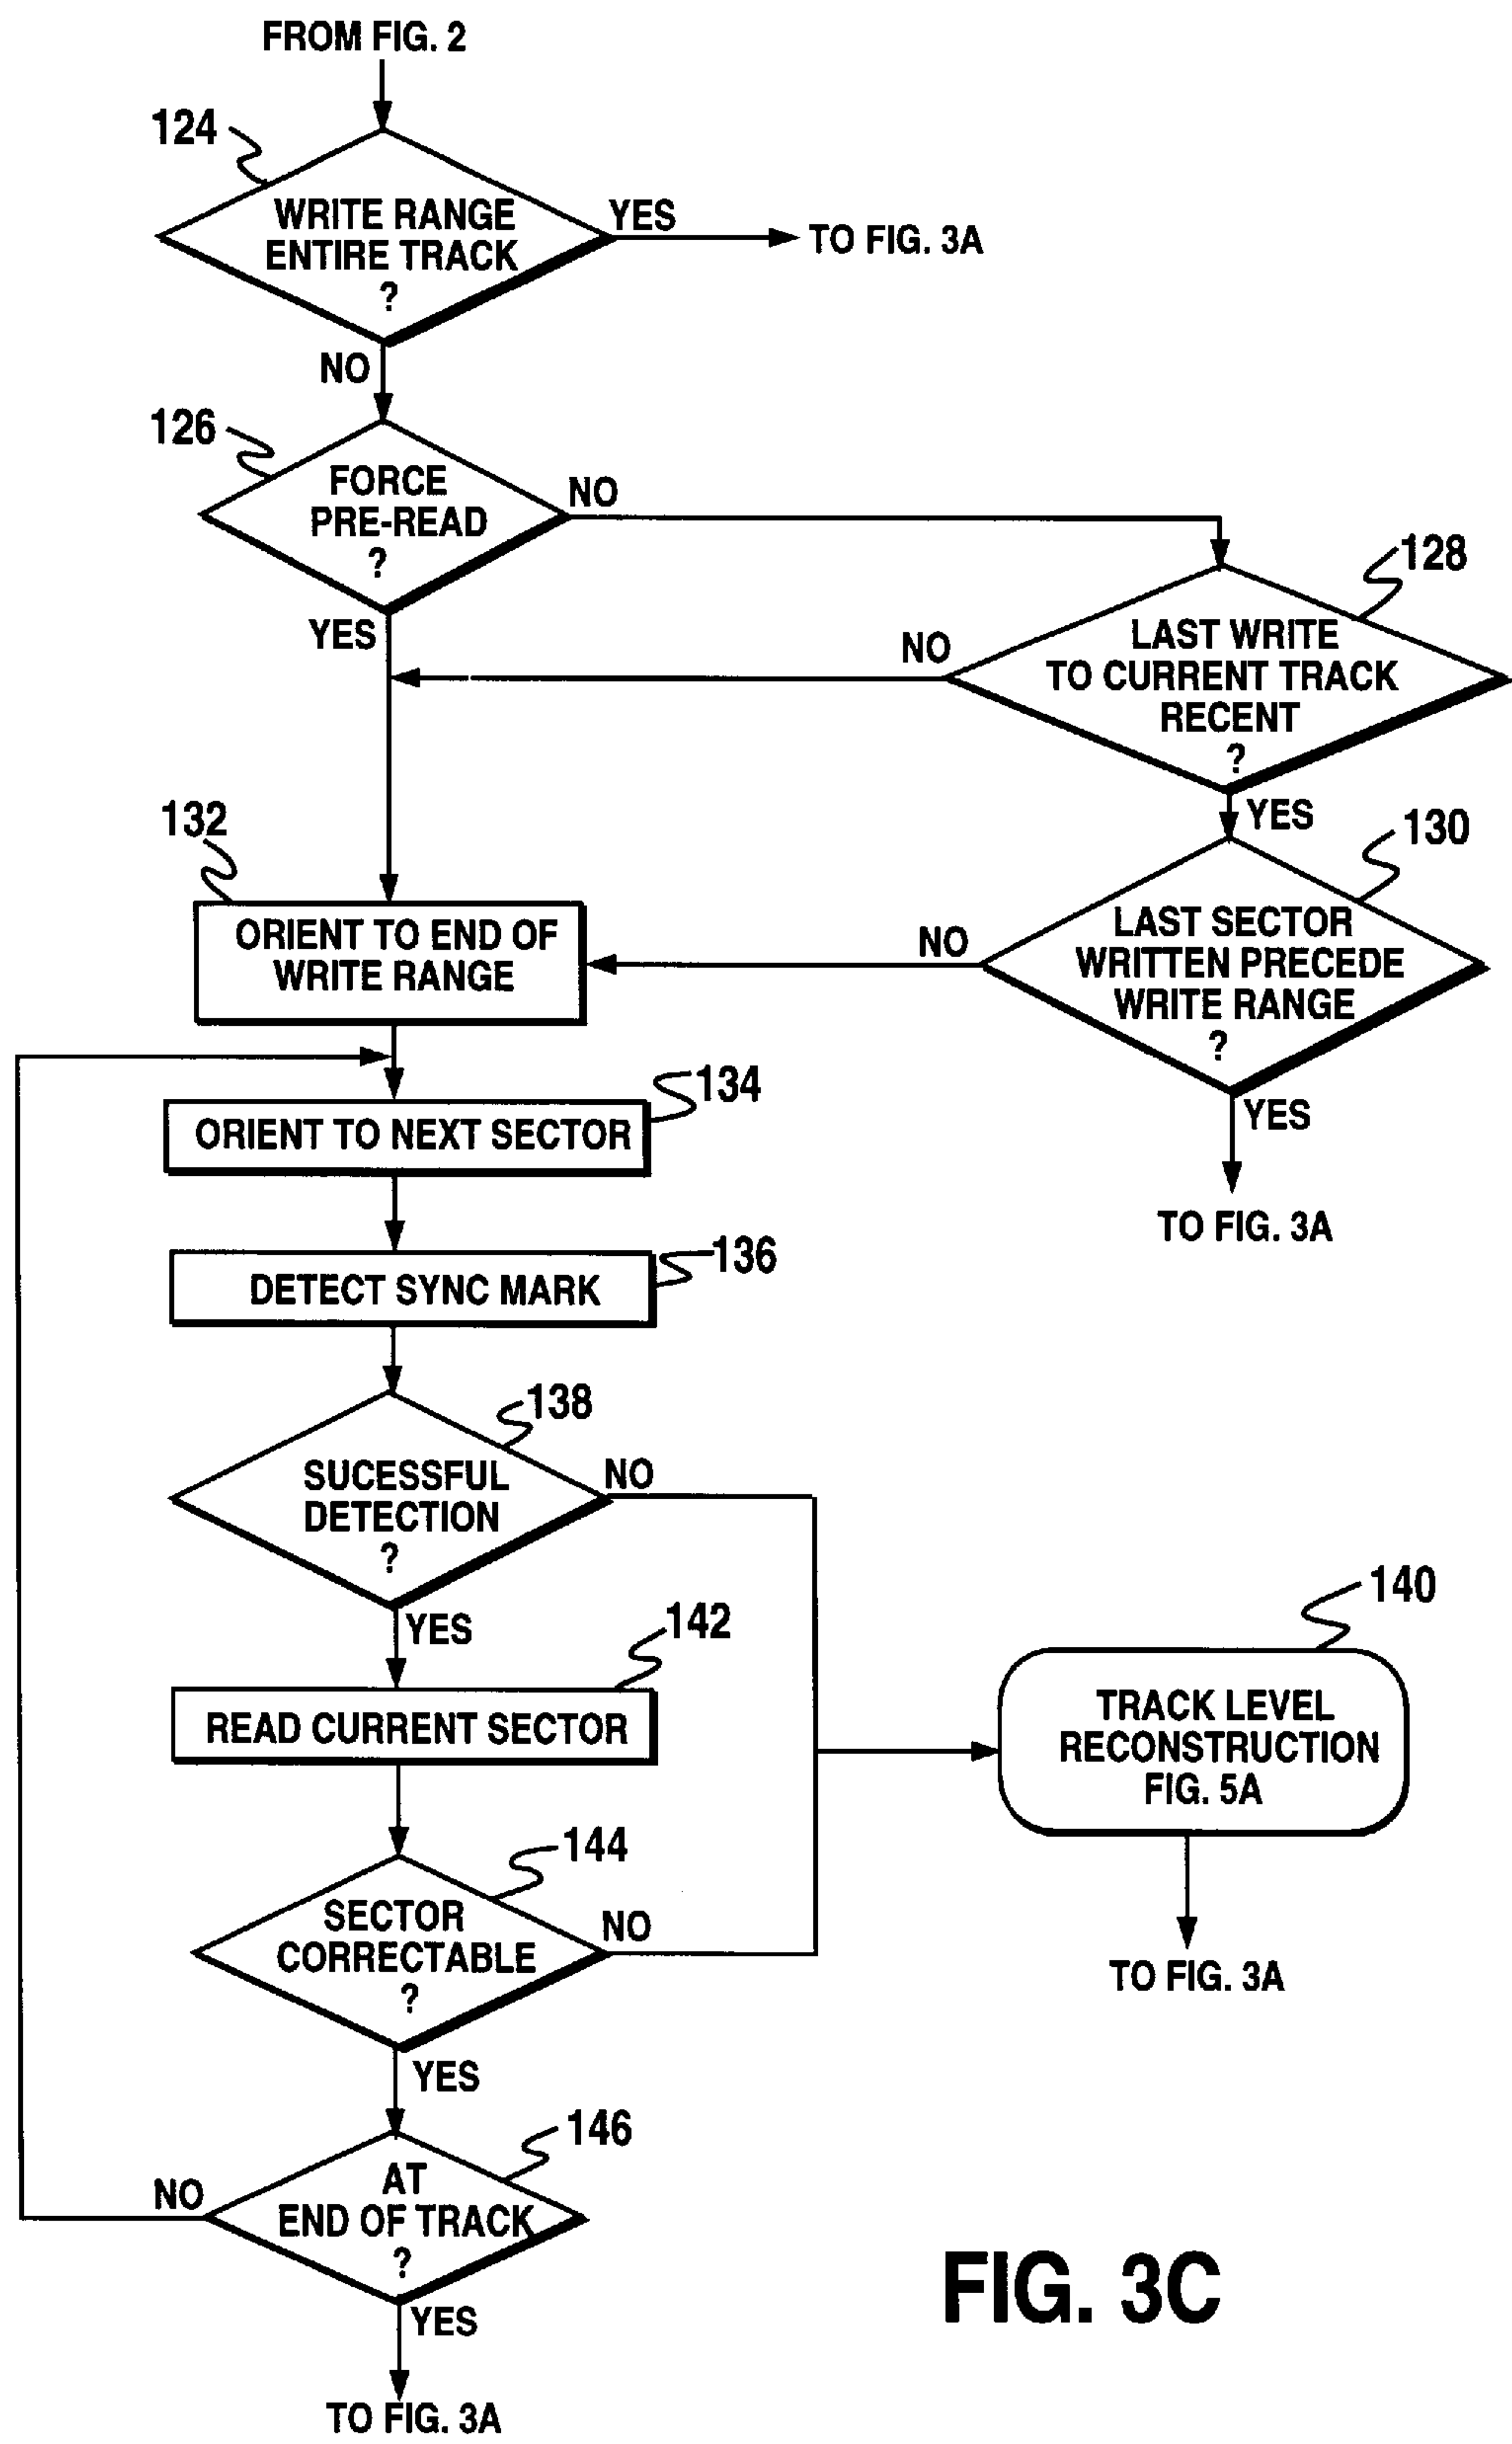 FROM FIG. 2
124
WRITE RANGE
ENTIRE TRACK
?
YES
TO FIG. 3A
NO
126
FORCE
PRE-READ
?
NO
YES
128
LAST WRITE
TO CURRENT TRACK
RECENT
?
NO
YES
130
LAST SECTOR
WRITTEN PRECEDE
WRITE RANGE
?
NO
YES
TO FIG. 3A
132
ORIENT TO END OF
WRITE RANGE
134
ORIENT TO NEXT SECTOR
136
DETECT SYNC MARK
138
SUCESSFUL
DETECTION
?
NO
YES
140
TRACK LEVEL
RECONSTRUCTION
FIG. 5A
TO FIG. 3A
142
READ CURRENT SECTOR
144
SECTOR
CORRECTABLE
?
NO
YES
146
AT
END OF TRACK
?
NO
YES
TO FIG. 3A
FIG. 3C